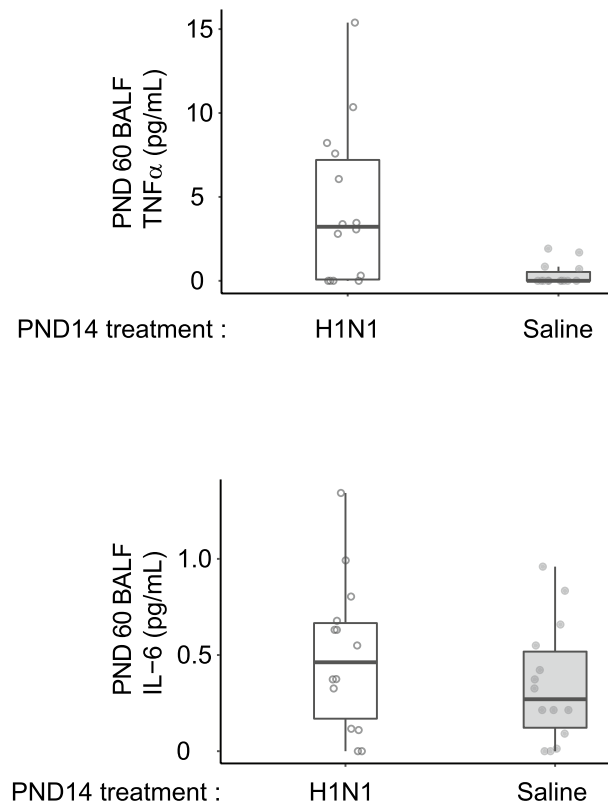 PND 60 BALF
TNFα (pg/mL)
15
10
5
0
PND14 treatment : H1N1 Saline
PND 60 BALF
IL−6 (pg/mL)
1.0
0.5
0
PND14 treatment : H1N1 Saline